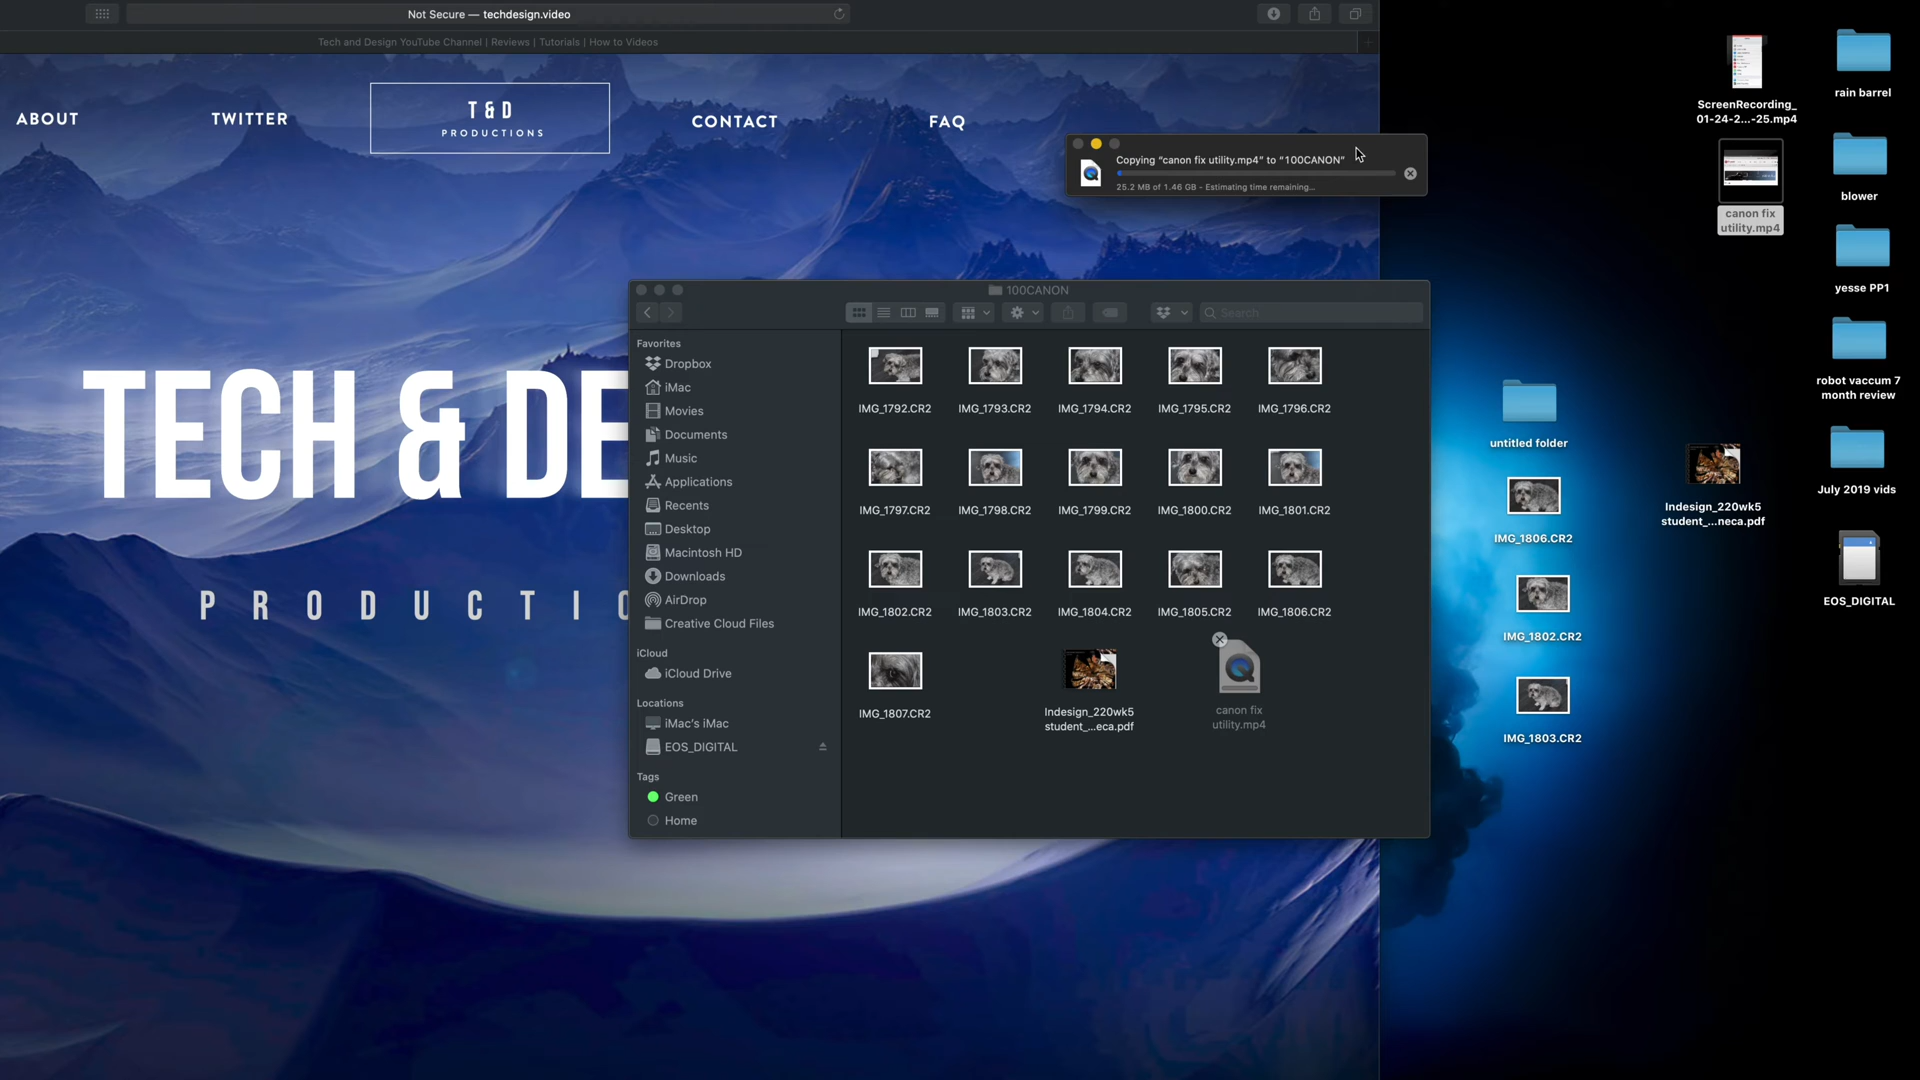 Not Secure — techdesign.video
Tech and Design YouTube Channel | Reviews | Tutorials | How to Videos
ABOUT
TWITTER
T & D
PRODUCTIONS
CONTACT
FAQ
TECH & DE
PRODUCTIO
Copying “canon fix utility.mp4” to “100CANON”
25.2 MB of 1.46 GB - Estimating time remaining...
100CANON
Search
Favorites
Dropbox
iMac
Movies
Documents
Music
Applications
Recents
Desktop
Macintosh HD
Downloads
AirDrop
Creative Cloud Files
iCloud
iCloud Drive
Locations
iMac's iMac
EOS_DIGITAL
Tags
Green
Home
IMG_1792.CR2
IMG_1793.CR2
IMG_1794.CR2
IMG_1795.CR2
IMG_1796.CR2
IMG_1797.CR2
IMG_1798.CR2
IMG_1799.CR2
IMG_1800.CR2
IMG_1801.CR2
IMG_1802.CR2
IMG_1803.CR2
IMG_1804.CR2
IMG_1805.CR2
IMG_1806.CR2
IMG_1807.CR2
Indesign_220wk5
student_...eca.pdf
canon fix
utility.mp4
ScreenRecording_
01-24-2...-25.mp4
canon fix
utility.mp4
rain barrel
blower
yesse PP1
robot vaccum 7
month review
July 2019 vids
EOS_DIGITAL
untitled folder
IMG_1806.CR2
IMG_1802.CR2
IMG_1803.CR2
Indesign_220wk5
student_...neca.pdf